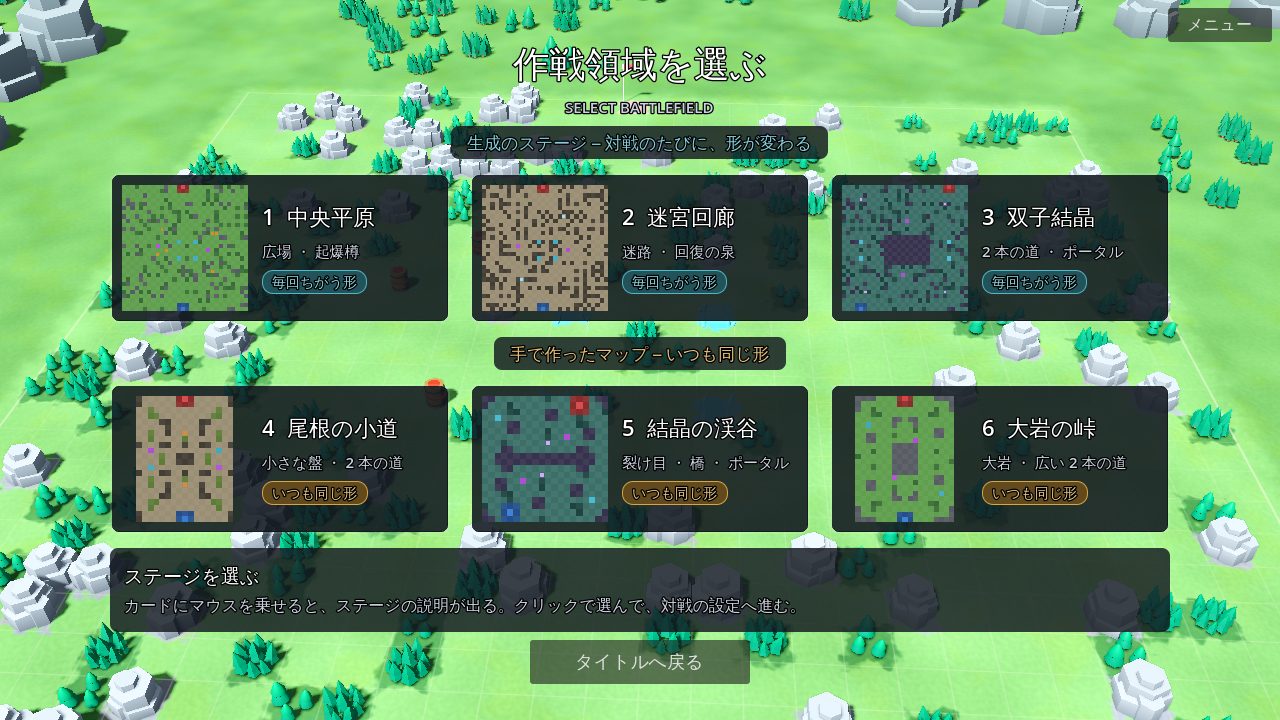 メニュー
作戦領域を選ぶ
SELECT BATTLEFIELD
生成のステージ – 対戦のたびに、形が変わる
1 中央平原
広場 ・ 起爆樽
毎回ちがう形
2 迷宮回廊
迷路 ・ 回復の泉
毎回ちがう形
3 双子結晶
2 本の道 ・ ポータル
毎回ちがう形
手で作ったマップ – いつも同じ形
4 尾根の小道
小さな盤 ・ 2 本の道
いつも同じ形
5 結晶の渓谷
裂け目 ・ 橋 ・ ポータル
いつも同じ形
6 大岩の峠
大岩 ・ 広い 2 本の道
いつも同じ形
ステージを選ぶ
カードにマウスを乗せると、ステージの説明が出る。クリックで選んで、対戦の設定へ進む。
タイトルへ戻る